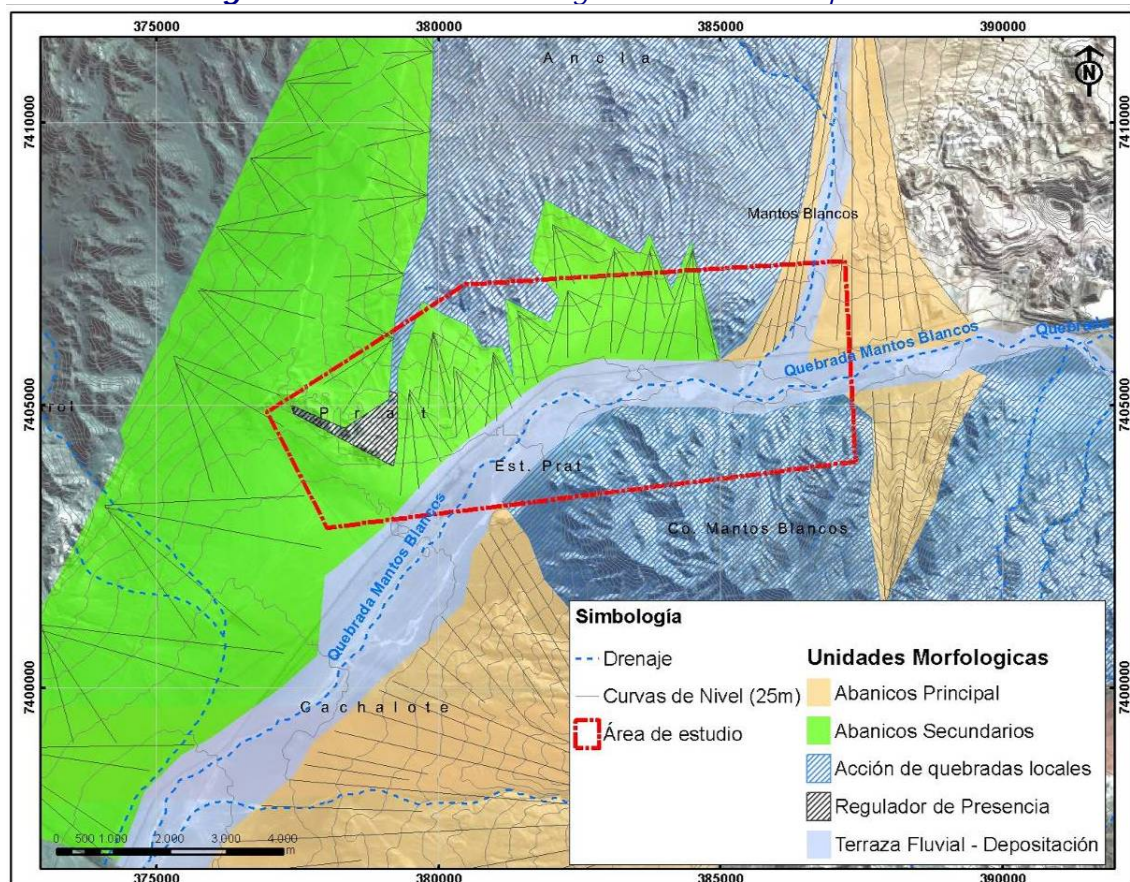 375000 380000 385000 390000
Ancla
N
7410000 7410000
Mantos Blancos
Quebrada Mantos Blancos
Quebrada
7405000 7405000
Prat
Est. Prat
Co. Mantos Blancos
Quebrada Mantos Blancos
Simbología
Drenaje
Curvas de Nivel (25m)
Área de estudio
Unidades Morfologicas
Abanicos Principal
Abanicos Secundarios
Acción de quebradas locales
Regulador de Presencia
Terraza Fluvial - Depositación
7400000 7400000
Cachalote
0 500 1.000 2.000 3.000 4.000
m
375000 380000 385000 390000